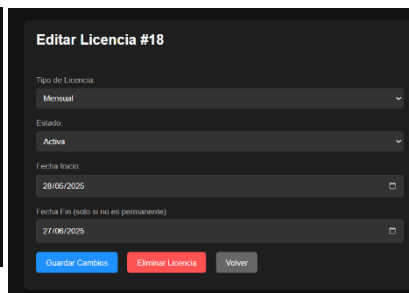 Editar Licencia #18
Tipo de Licencia:
Mensual
Estado:
Activa
Fecha Inicio:
28/05/2025
Fecha Fin (solo si no es permanente):
27/06/2025
Guardar Cambios Eliminar Licencia Volver